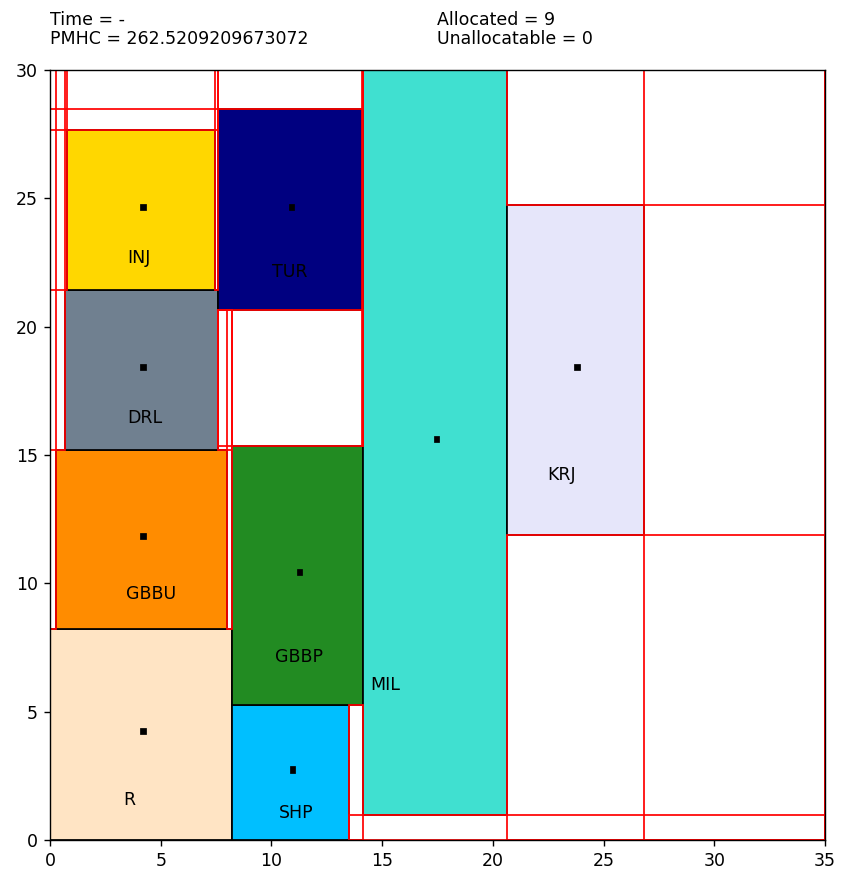 Time = -
Allocated = 9
PMHC = 262.5209209673072
Unallocatable = 0
30
25
INJ
TUR
20
DRL
15
KRJ
10
GBBU
GBBP
MIL
5
R
SHP
0
0 5 10 15 20 25 30 35